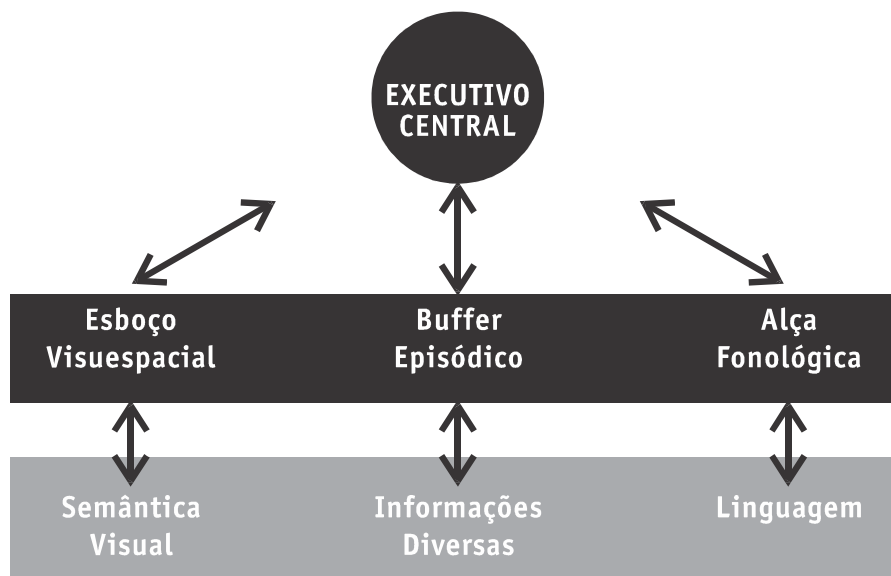 EXECUTIVO
CENTRAL
Esboço
Visuespacial
Buffer
Episódico
Alça
Fonológica
Semântica
Visual
Informações
Diversas
Linguagem